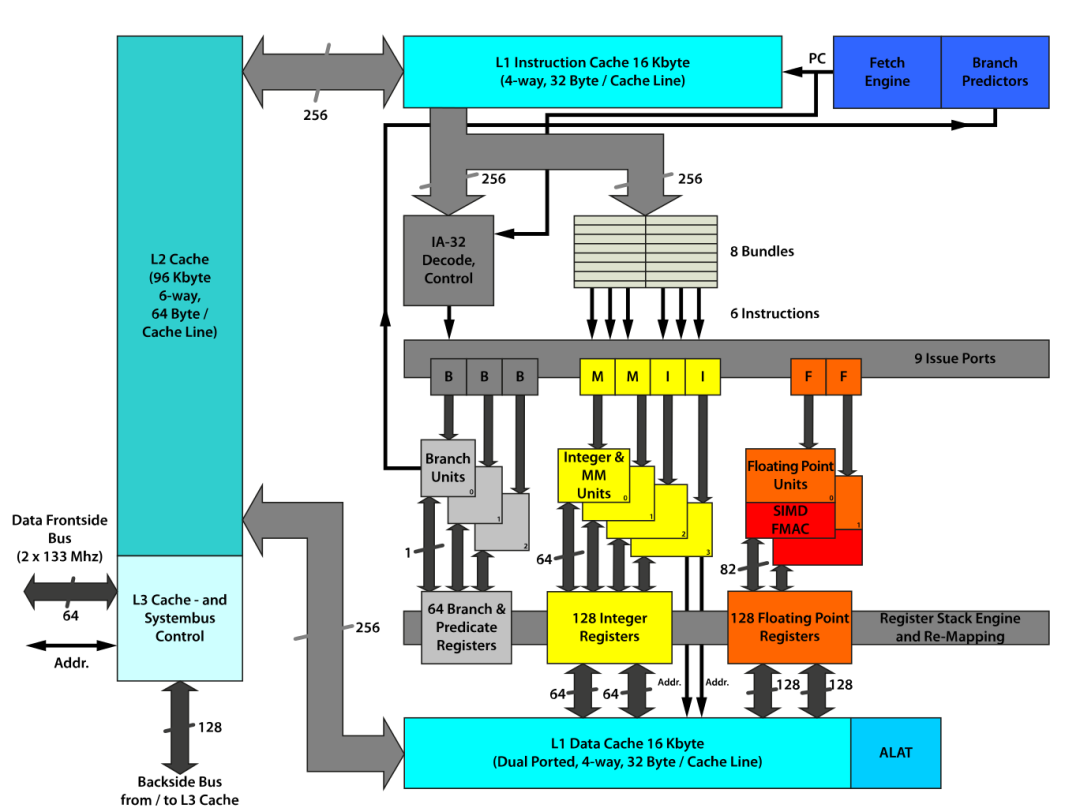 L1 Instruction Cache 16 Kbyte
(4-way, 32 Byte / Cache Line)
PC
Fetch
Engine
Branch
Predictors
256
256
256
L2 Cache
(96 Kbyte
6-way,
64 Byte /
Cache Line)
IA-32
Decode,
Control
8 Bundles
6 Instructions
9 Issue Ports
B
B
B
M
M
I
I
F
F
Branch
Units
0
1
2
Integer &
MM
Units
0
1
2
3
Floating Point
Units
0
SIMD
FMAC
1
Data Frontside
Bus
(2 x 133 Mhz)
64
Addr.
L3 Cache - and
Systembus
Control
1
64
82
256
64 Branch &
Predicate
Registers
128 Integer
Registers
128 Floating Point
Registers
Register Stack Engine
and Re-Mapping
64
64
Addr.
Addr.
128
128
128
Backside Bus
from / to L3 Cache
L1 Data Cache 16 Kbyte
(Dual Ported, 4-way, 32 Byte / Cache Line)
ALAT